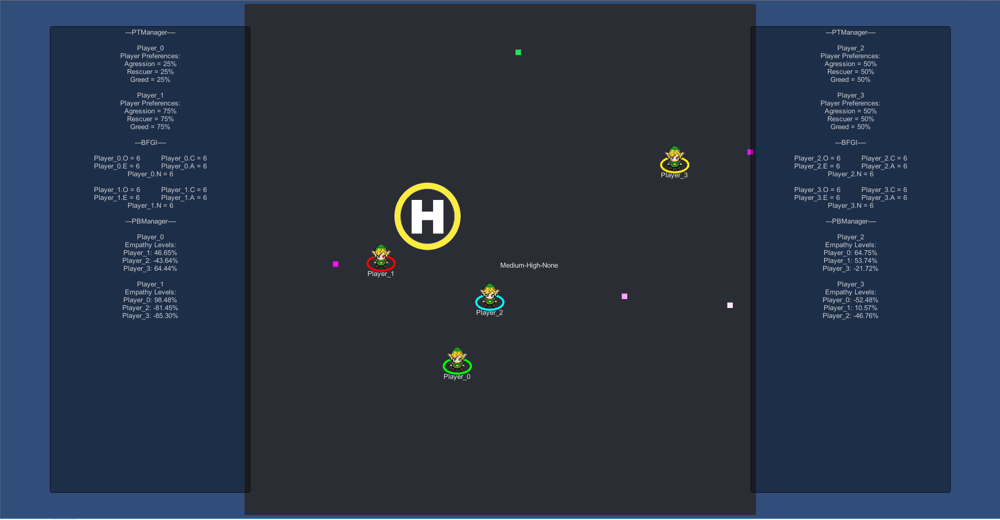 ---PTManager----
Player_0
Player Preferences:
Agression = 25%
Rescuer = 25%
Greed = 25%
Player_1
Player Preferences:
Agression = 75%
Rescuer = 75%
Greed = 75%
---BFGI----
Player_0.O = 6 Player_0.C = 6
Player_0.E = 6 Player_0.A = 6
Player_0.N = 6
Player_1.O = 6 Player_1.C = 6
Player_1.E = 6 Player_1.A = 6
Player_1.N = 6
---PBManager----
Player_0
Empathy Levels:
Player_1: 46.65%
Player_2: -43.64%
Player_3: 64.44%
Player_1
Empathy Levels:
Player_0: 98.48%
Player_2: -81.45%
Player_3: -85.30%
H
Player_3
Player_1
Medium-High-None
Player_2
Player_0
---PTManager----
Player_2
Player Preferences:
Agression = 50%
Rescuer = 50%
Greed = 50%
Player_3
Player Preferences:
Agression = 50%
Rescuer = 50%
Greed = 50%
---BFGI----
Player_2.O = 6 Player_2.C = 6
Player_2.E = 6 Player_2.A = 6
Player_2.N = 6
Player_3.O = 6 Player_3.C = 6
Player_3.E = 6 Player_3.A = 6
Player_3.N = 6
---PBManager----
Player_2
Empathy Levels:
Player_0: 64.75%
Player_1: 53.74%
Player_3: -21.72%
Player_3
Empathy Levels:
Player_0: -52.48%
Player_1: 10.57%
Player_2: -46.76%